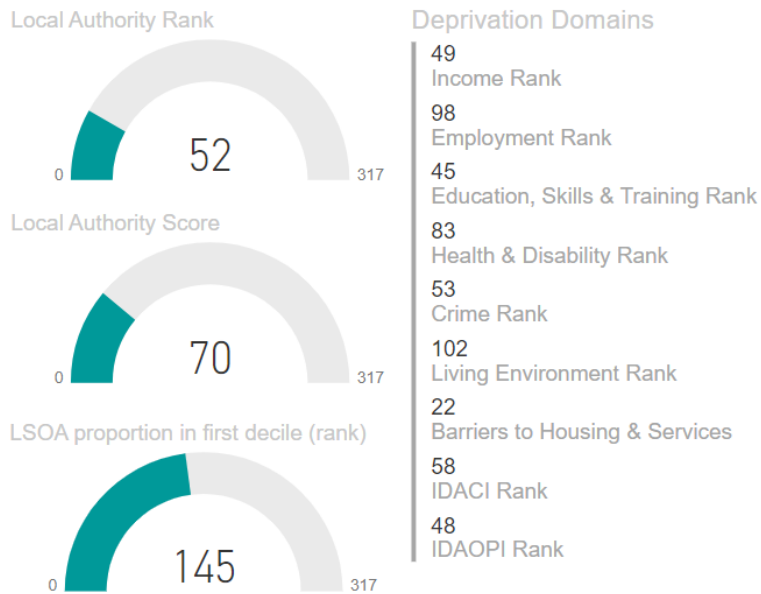 Local Authority Rank
52
0
317
Local Authority Score
70
0
317
LSOA proportion in first decile (rank)
145
0
317
Deprivation Domains
49
Income Rank
98
Employment Rank
45
Education, Skills & Training Rank
83
Health & Disability Rank
53
Crime Rank
102
Living Environment Rank
22
Barriers to Housing & Services
58
IDACI Rank
48
IDAOPI Rank